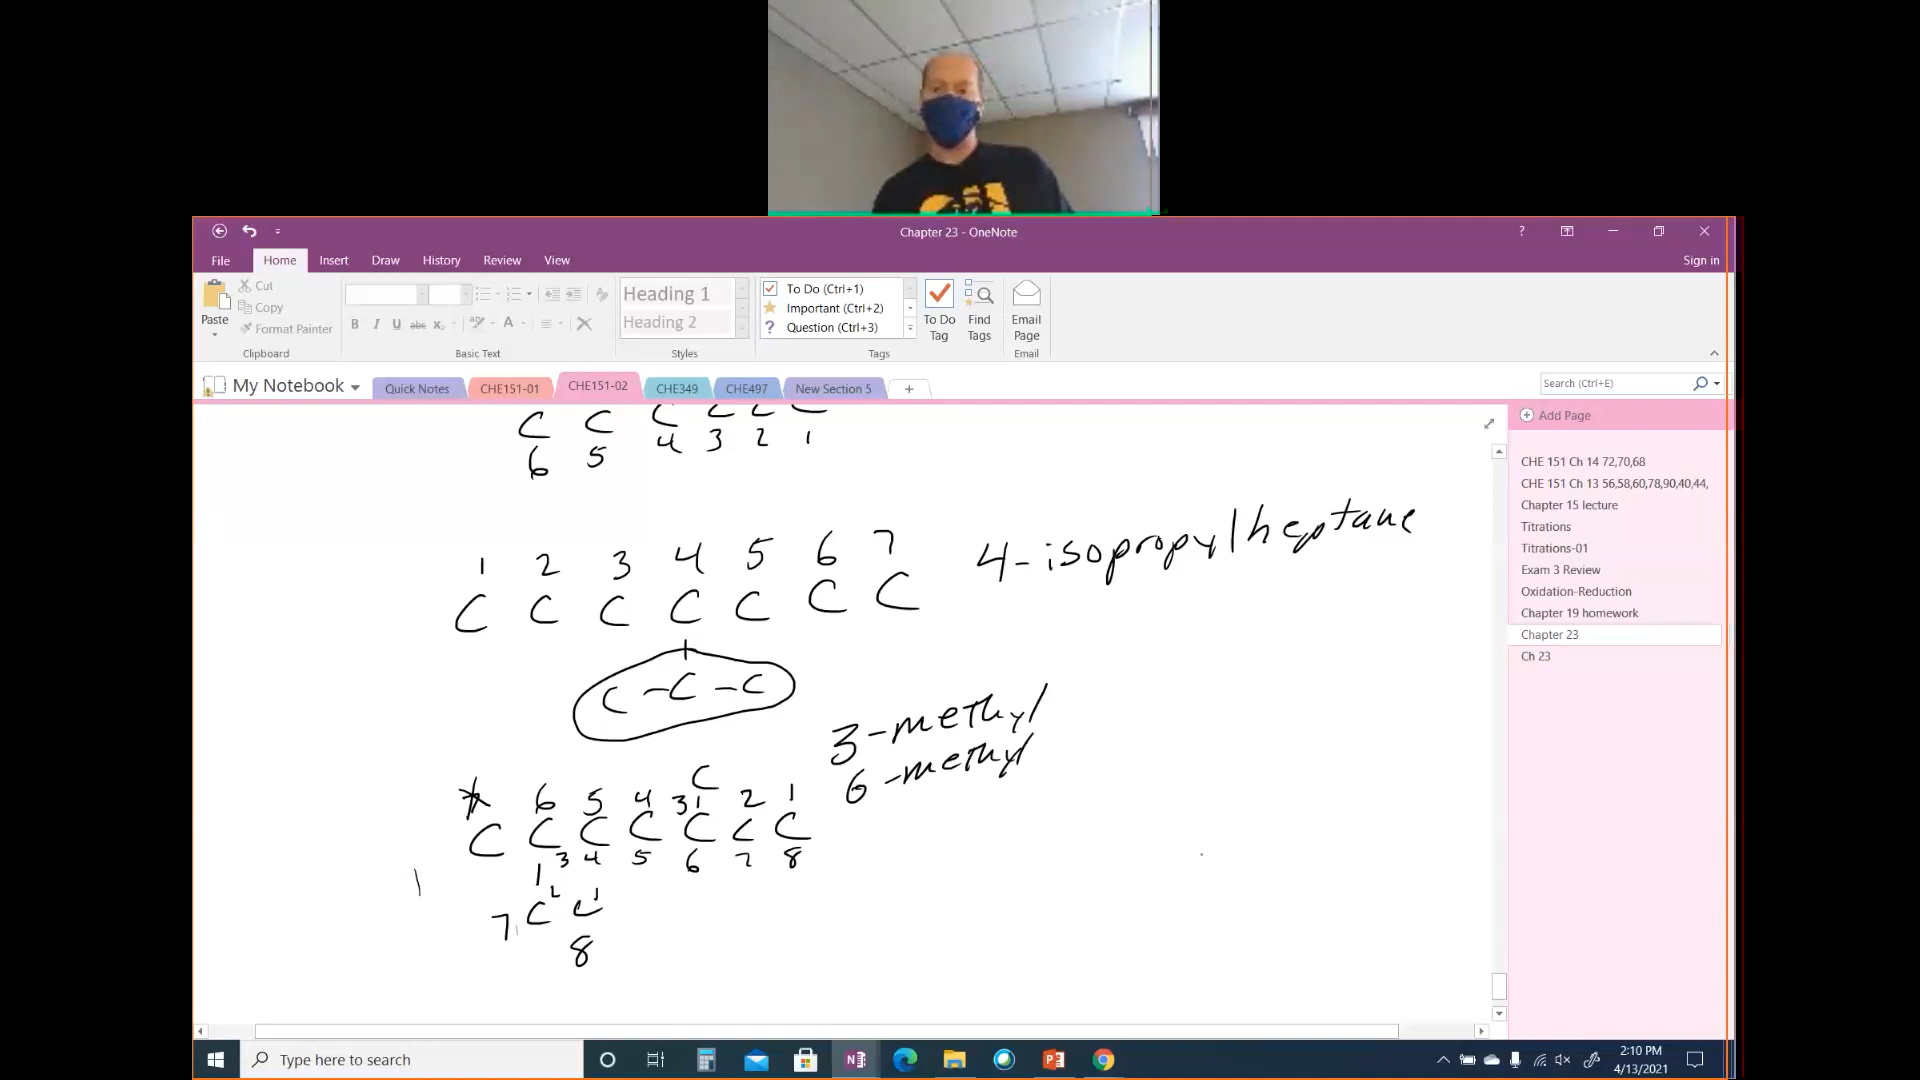 Chapter 23 - OneNote
?
File Home Insert Draw History Review View
Sign in
Paste
Cut
Copy
Format Painter
Clipboard
B I U abc x₂ A
Basic Text
Heading 1
Heading 2
Styles
To Do (Ctrl+1)
Important (Ctrl+2)
Question (Ctrl+3)
Tags
To Do Tag
Find Tags
Email Page
Email
My Notebook
Quick Notes CHE151-01 CHE151-02 CHE349 CHE497 New Section 5 +
Search (Ctrl+E)
Add Page
CHE 151 Ch 14 72,70,68
CHE 151 Ch 13 56,58,60,78,90,40,44,
Chapter 15 lecture
Titrations
Titrations-01
Exam 3 Review
Oxidation-Reduction
Chapter 19 homework
Chapter 23
Ch 23
C C C C C C
6 5 4 3 2 1
1 2 3 4 5 6 7
C C C C C C C
4-isopropylheptane
C-C-C
3-methyl
6-methyl
C
6 5 4 3 2 1
C C C C C C C
3 4 5 6 7 8
2 1
7 C C
8
Type here to search
2:10 PM
4/13/2021